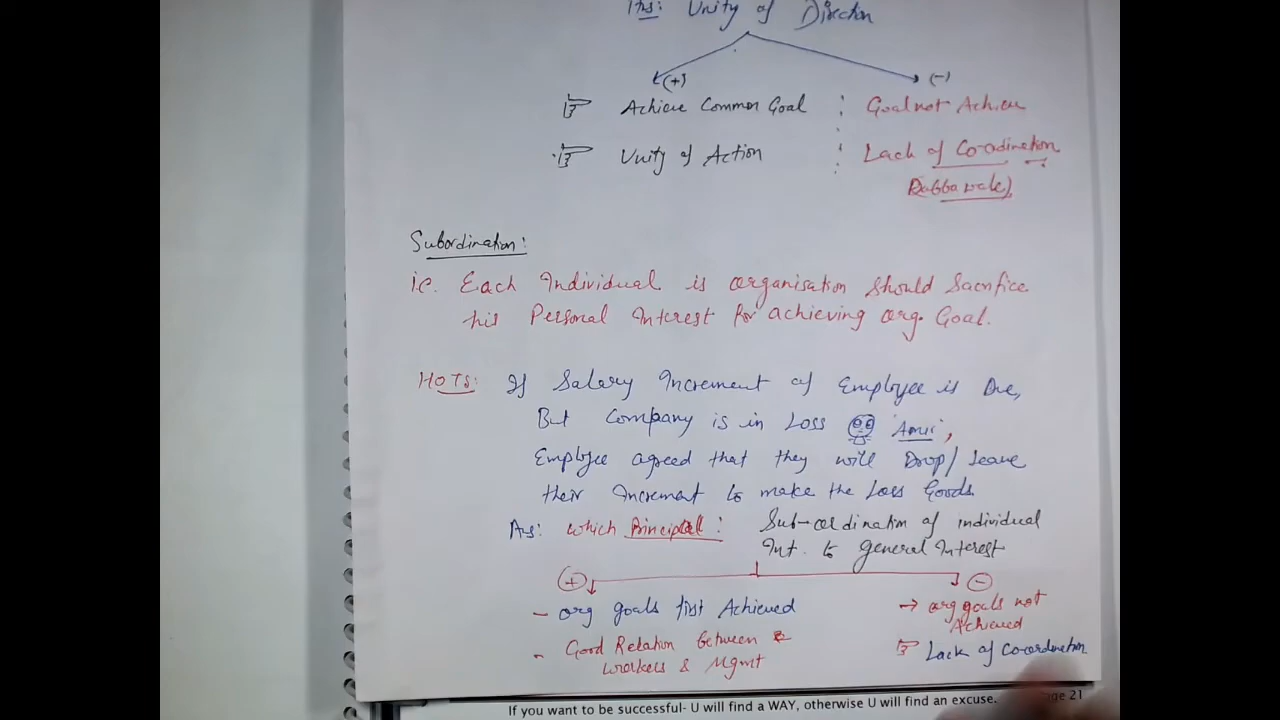 Ans: Unity of Direction
(+) (-)
Achieve Common Goal : Goal not Achieve
Unity of Action : Lack of Co-ordination
Subordination:
i.e. Each Individual is organisation should Sacrifice
his Personal Interest for achieving org. Goal.
HOTS: If Salary Increment of Employee is Due,
But Company is in Loss 'Amir',
Employee agreed that they will Drop/Leave
their Increment to make the Loss Goods
Ans: Which Principal: Sub-ordination of individual
Int. to general Interest
+ -
- org goals first Achieved
- Good Relation between
Workers & Mgmt
→ org goals not
Achieved
Lack of Co-ordination
If you want to be successful- U will find a WAY, otherwise U will find an excuse.
21